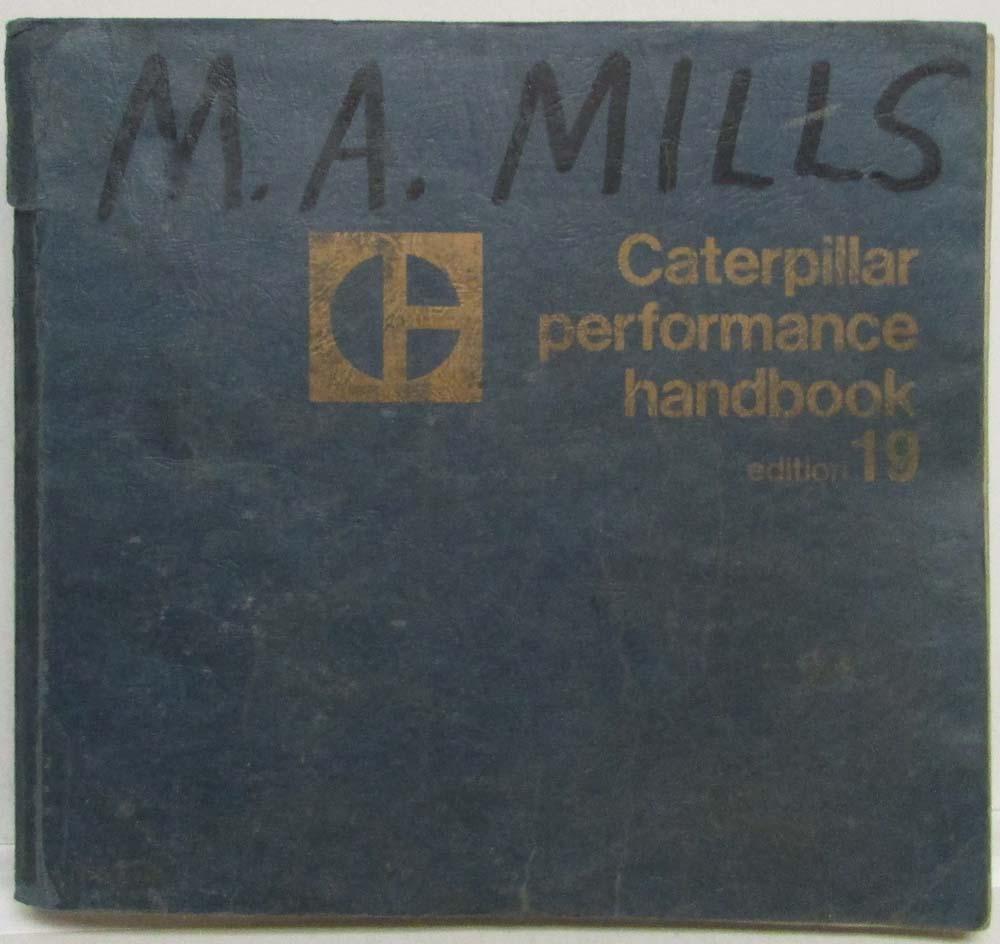 M. A. MILLS
Caterpillar
performance
handbook
edition 19